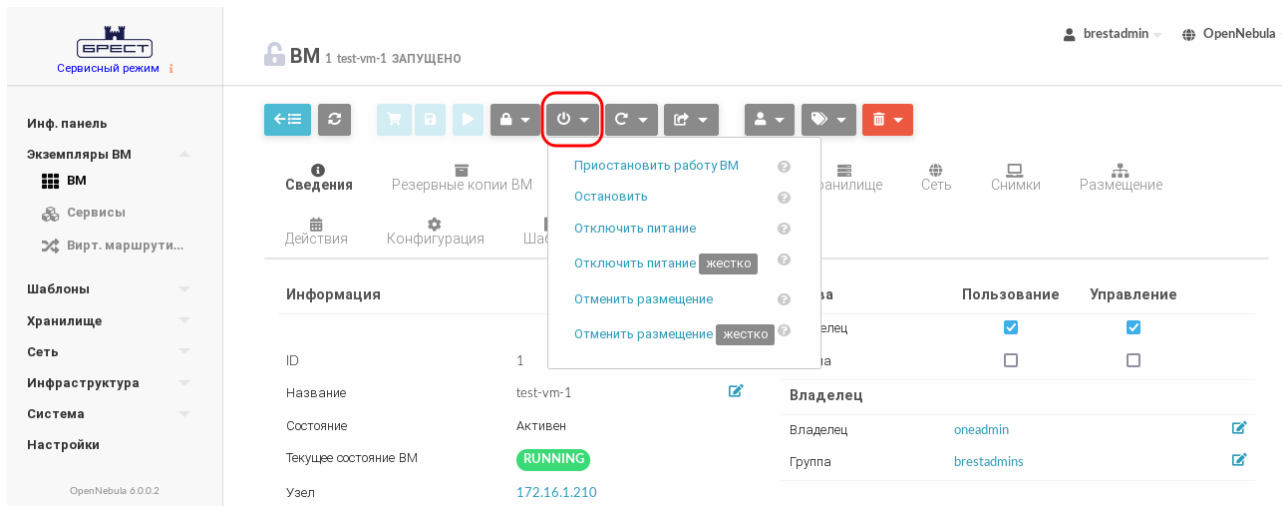 БРЕСТ
Сервисный режим i
ВМ 1 test-vm-1 ЗАПУЩЕНО
brestadmin
OpenNebula
Инф. панель
Экземпляры ВМ
ВМ
Сервисы
Вирт. маршрути...
Шаблоны
Хранилище
Сеть
Инфраструктура
Система
Настройки
OpenNebula 6.0.0.2
Сведения
Резервные копии ВМ
Сеть
Снимки
Размещение
Действия
Конфигурация
Приостановить работу ВМ
Остановить
Отключить питание
Отключить питание жестко
Отменить размещение
Отменить размещение жестко
Информация
ID 1
Название test-vm-1
Состояние Активен
Текущее состояние ВМ RUNNING
Узел 172.16.1.210
Пользование Управление
Владелец
Владелец oneadmin
Группа brestadmins